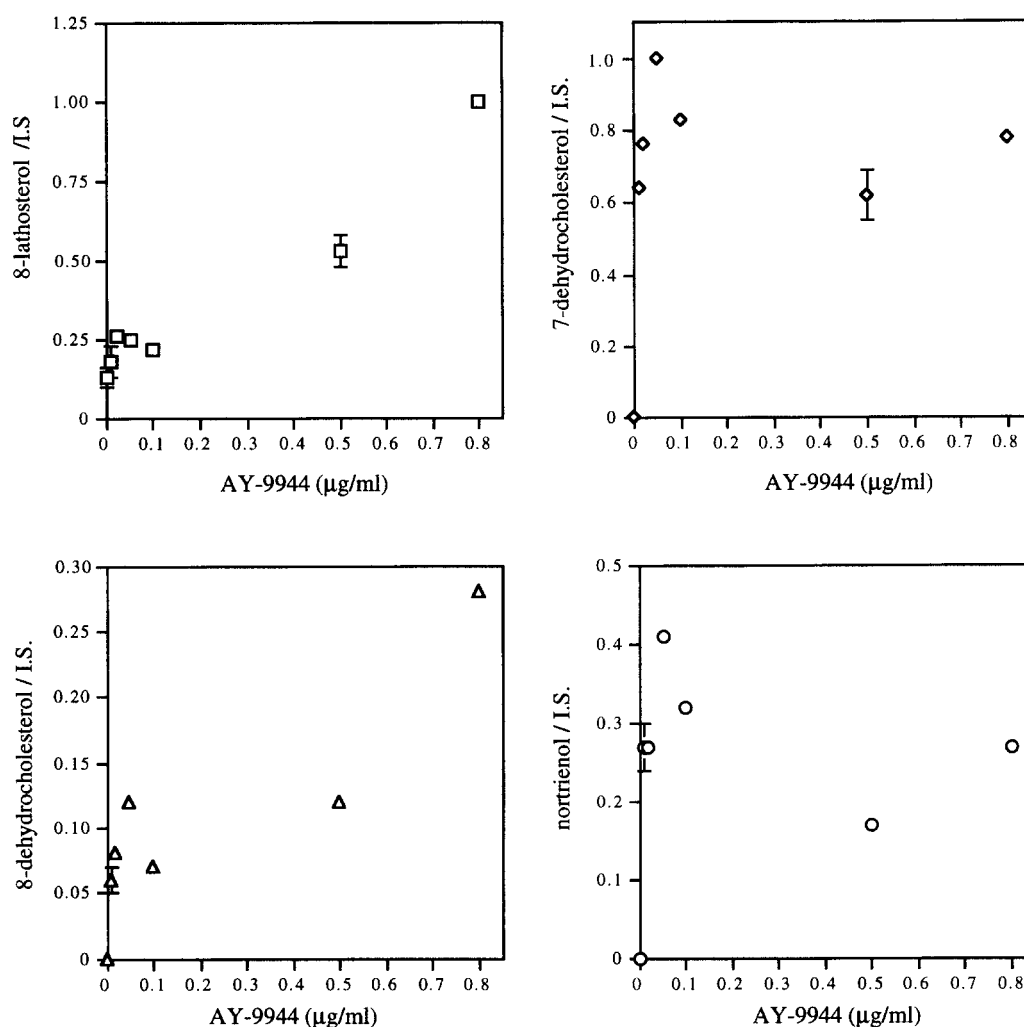 8-lathosterol /I.S
1.25
1.00
0.75
0.50
0.25
0
0 0.1 0.2 0.3 0.4 0.5 0.6 0.7 0.8
AY-9944 (µg/ml)
7-dehydrocholesterol / I.S.
1.0
0.8
0.6
0.4
0.2
0
0 0.1 0.2 0.3 0.4 0.5 0.6 0.7 0.8
AY-9944 (µg/ml)
8-dehydrocholesterol / I.S.
0.30
0.25
0.20
0.15
0.10
0.05
0
0 0.1 0.2 0.3 0.4 0.5 0.6 0.7 0.8
AY-9944 (µg/ml)
nortrienol / I.S.
0.5
0.4
0.3
0.2
0.1
0
0 0.1 0.2 0.3 0.4 0.5 0.6 0.7 0.8
AY-9944 (µg/ml)